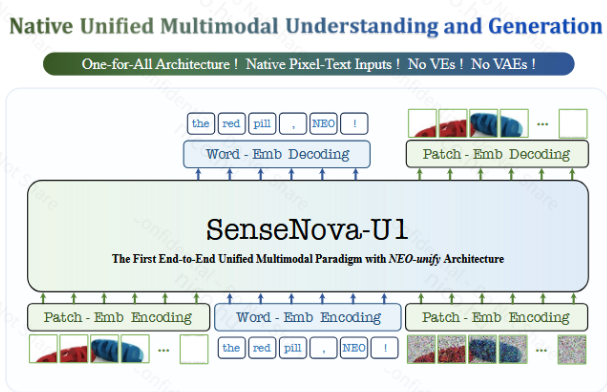 Native Unified Multimodal Understanding and Generation
One-for-All Architecture ! Native Pixel-Text Inputs ! No VEs ! No VAEs !
the red pill , NEO !
Word - Emb Decoding
Patch - Emb Decoding
SenseNova-U1
The First End-to-End Unified Multimodal Paradigm with NEO-unify Architecture
Patch - Emb Encoding
Word - Emb Encoding
Patch - Emb Encoding
...
the red pill , NEO !
...